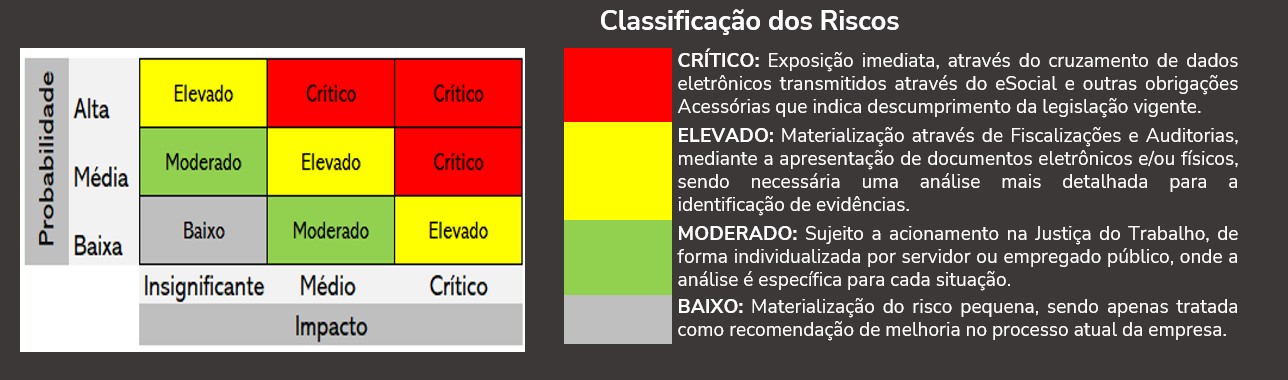 Classificação dos Riscos
Probabilidade
Alta
Elevado
Crítico
Crítico
Média
Moderado
Elevado
Crítico
Baixa
Baixo
Moderado
Elevado
Insignificante
Médio
Crítico
Impacto
CRÍTICO: Exposição imediata, através do cruzamento de dados
eletrônicos transmitidos através do eSocial e outras obrigações
Acessórias que indica descumprimento da legislação vigente.
ELEVADO: Materialização através de Fiscalizações e Auditorias,
mediante a apresentação de documentos eletrônicos e/ou físicos,
sendo necessária uma análise mais detalhada para a
identificação de evidências.
MODERADO: Sujeito a acionamento na Justiça do Trabalho, de
forma individualizada por servidor ou empregado público, onde a
análise é específica para cada situação.
BAIXO: Materialização do risco pequena, sendo apenas tratada
como recomendação de melhoria no processo atual da empresa.